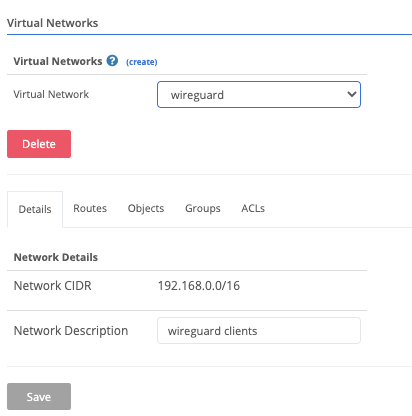 Virtual Networks
Virtual Networks ? (create)
Virtual Network wireguard
Delete
Details Routes Objects Groups ACLs
Network Details
Network CIDR 192.168.0.0/16
Network Description wireguard clients
Save